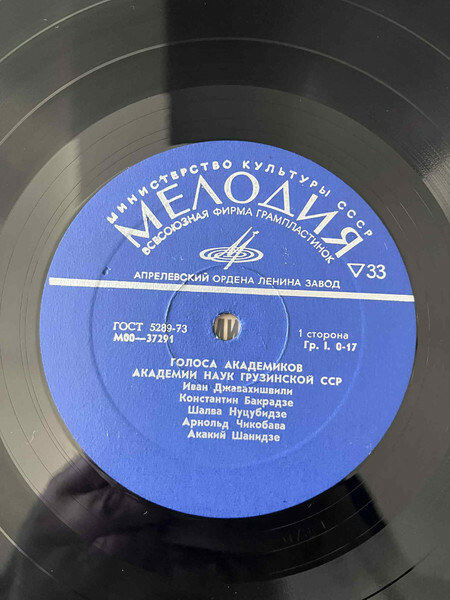 МИНИСТЕРСТВО КУЛЬТУРЫ СССР
МЕЛОДИЯ
ВСЕСОЮЗНАЯ ФИРМА ГРАМПЛАСТИНОК
АПРЕЛЕВСКИЙ ОРДЕНА ЛЕНИНА ЗАВОД
▽33
ГОСТ 5289-73
М00—37291
1 сторона
Гр. I. 0-17
ГОЛОСА АКАДЕМИКОВ
АКАДЕМИИ НАУК ГРУЗИНСКОЙ ССР
Иван Джавахишвили
Константин Бакрадзе
Шалва Нуцубидзе
Арнольд Чикобава
Акакий Шанидзе